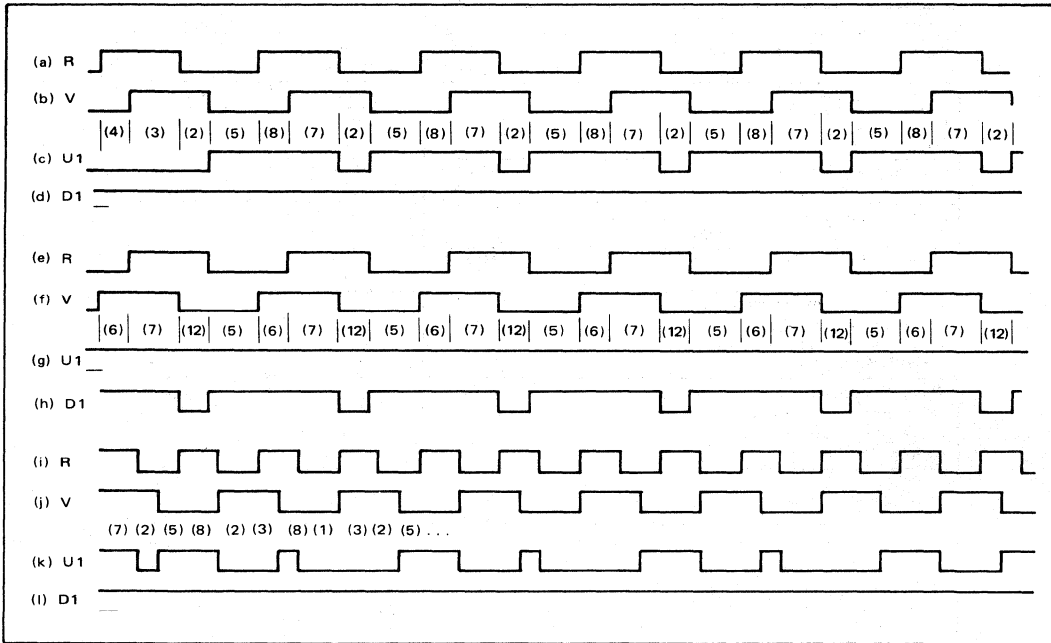 (a) R
(b) V
(4) (3) (2) (5) (8) (7) (2) (5) (8) (7) (2) (5) (8) (7) (2) (5) (8) (7) (2) (5) (8) (7) (2)
(c) U1
(d) D1
(e) R
(f) V
(6) (7) (12) (5) (6) (7) (12) (5) (6) (7) (12) (5) (6) (7) (12) (5) (6) (7) (12) (5) (6) (7) (12)
(g) U1
(h) D1
(i) R
(j) V
(7) (2) (5) (8) (2) (3) (8) (1) (3) (2) (5) . . .
(k) U1
(l) D1